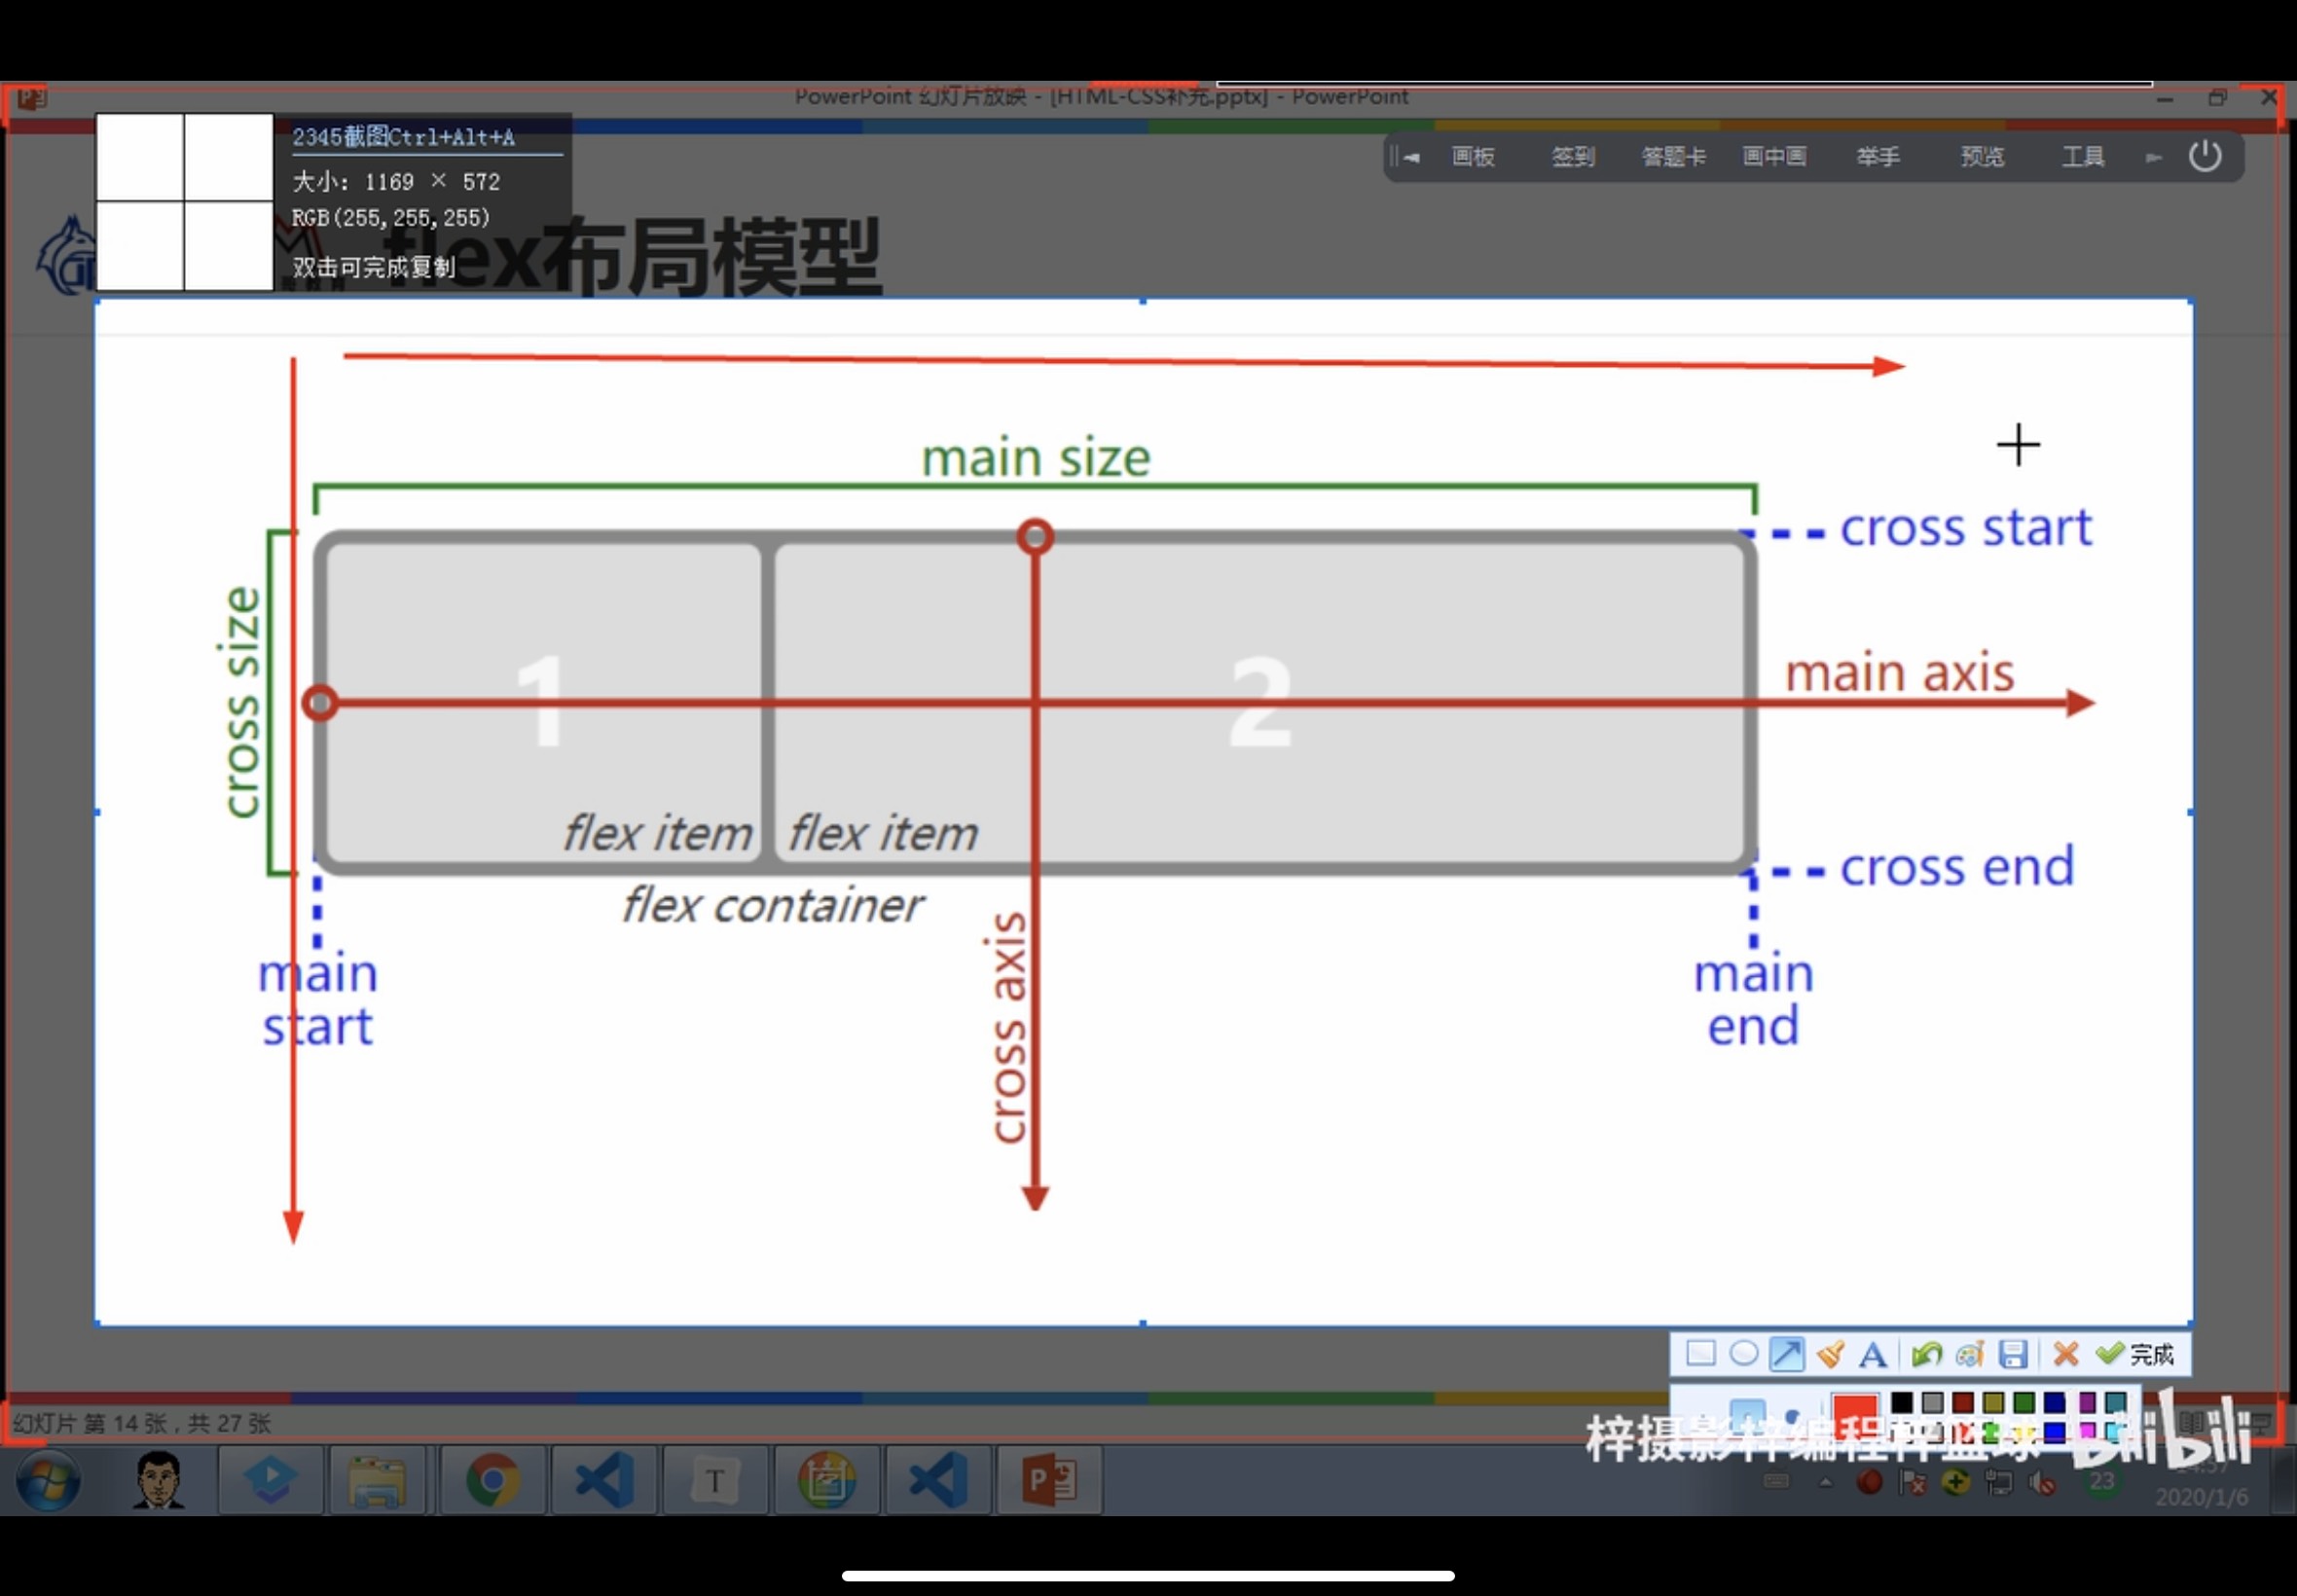 PowerPoint 幻灯片放映 - [HTML-CSS补充.pptx] - PowerPoint
2345截图Ctrl+Alt+A
大小: 1169 × 572
RGB(255,255,255)
双击可完成复制
画板 签到 答题卡 画中画 举手 预览 工具
flex布局模型
main size
cross start
cross size
main axis
1
2
flex item
flex item
cross end
flex container
main
start
cross axis
main
end
完成
幻灯片 第 14 张 , 共 27 张
梓摄影梓编程梓篮球
bilibili
T
23
2020/1/6